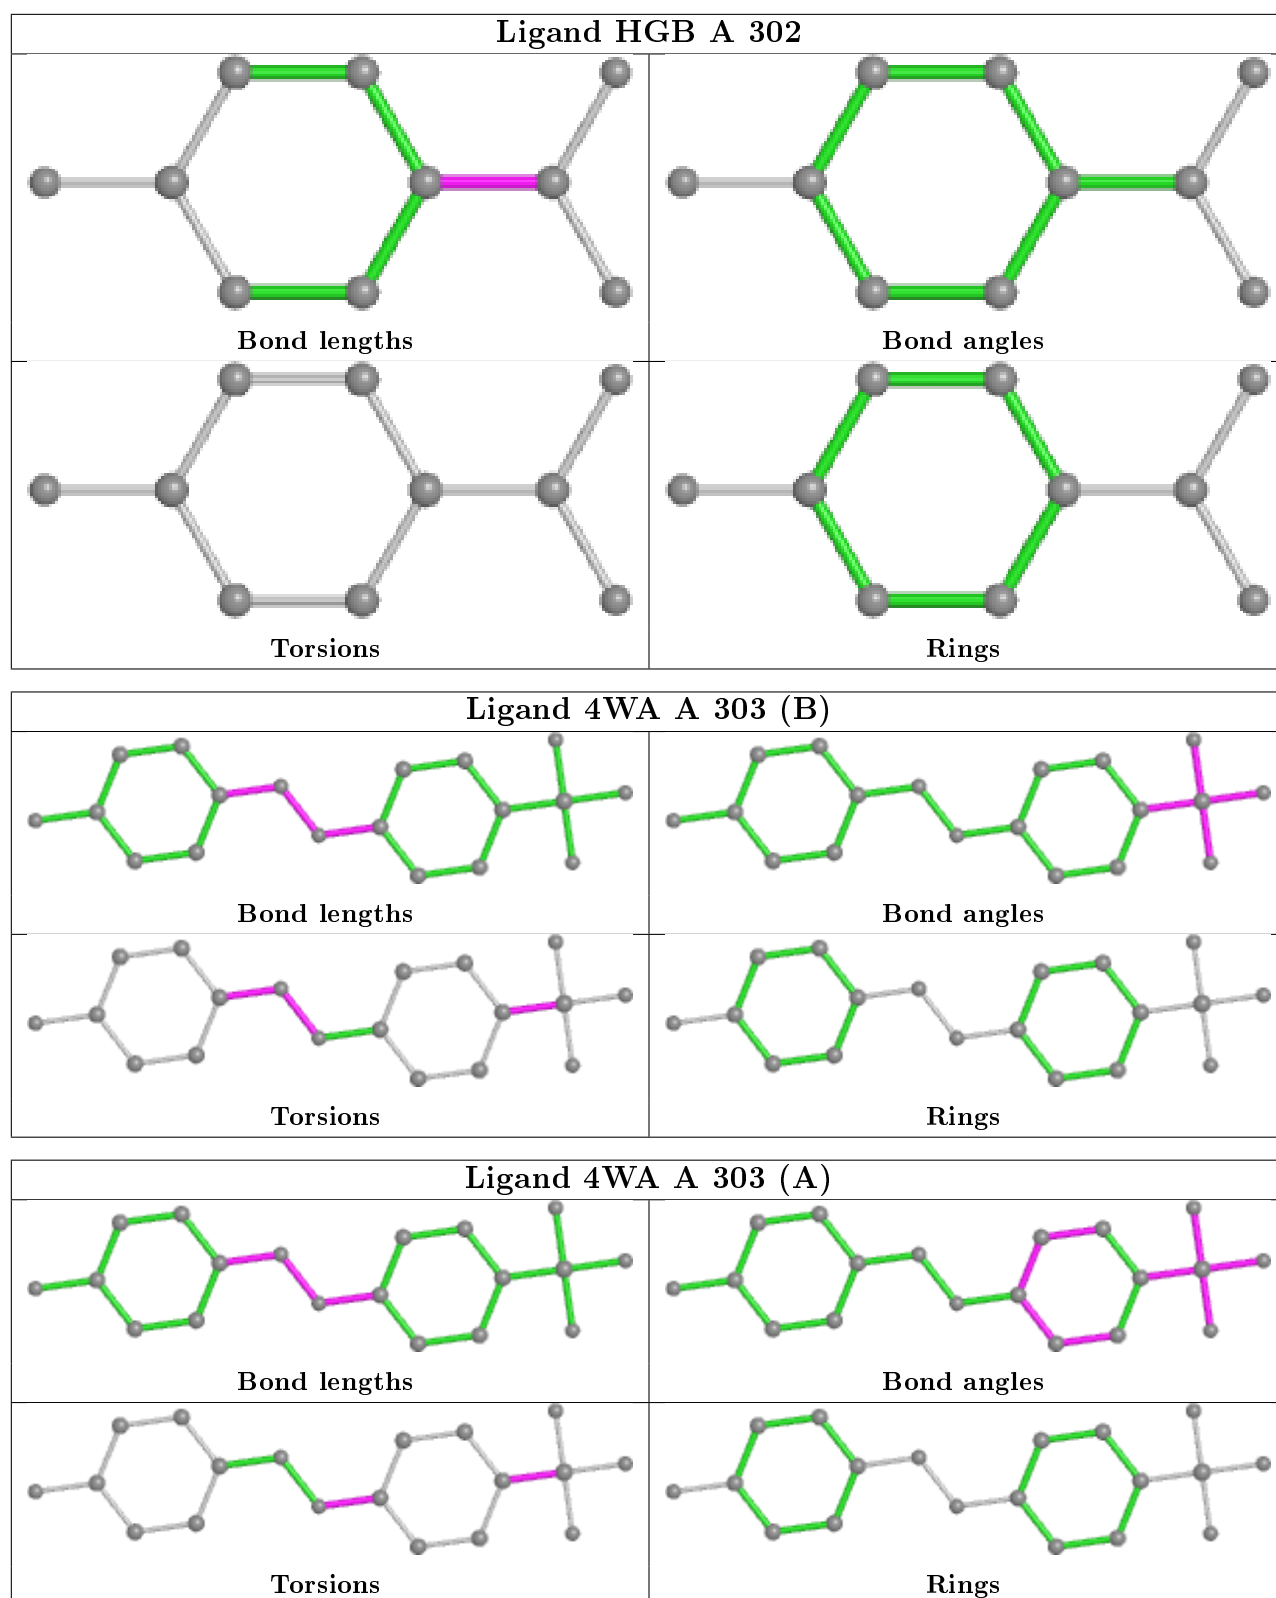 Ligand HGB A 302
Bond lengths
Bond angles
Torsions
Rings
Ligand 4WA A 303 (B)
Bond lengths
Bond angles
Torsions
Rings
Ligand 4WA A 303 (A)
Bond lengths
Bond angles
Torsions
Rings